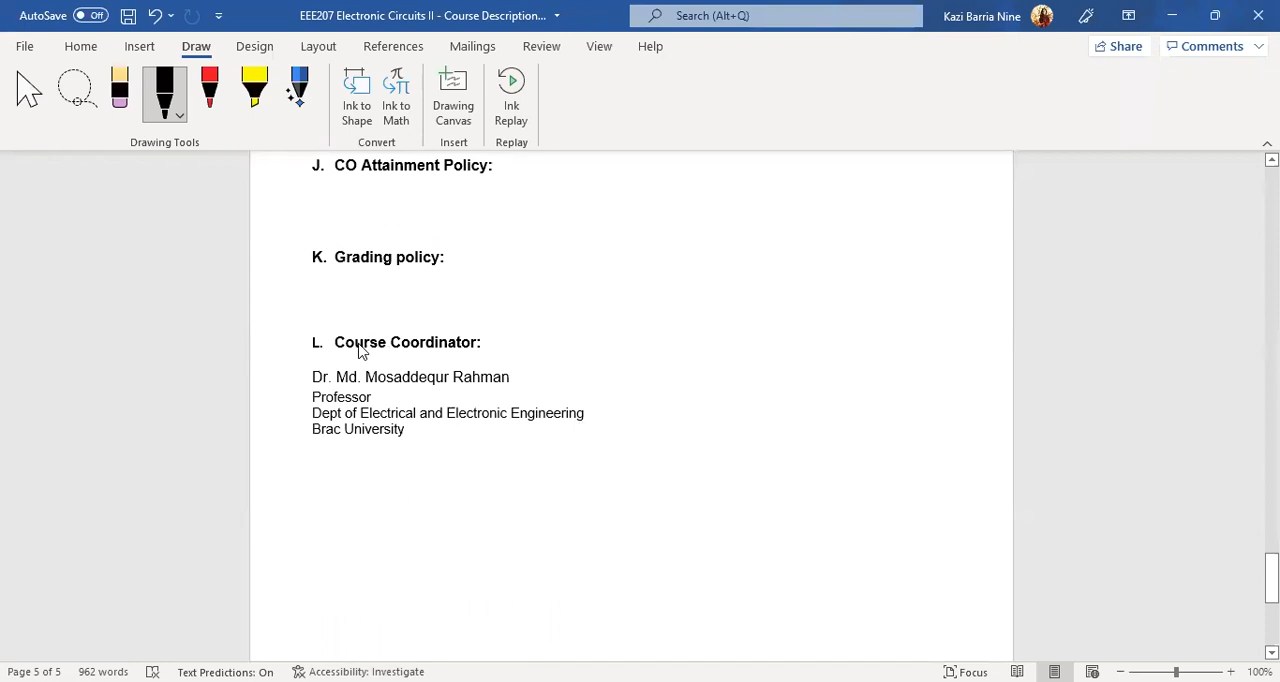 AutoSave Off EEE207 Electronic Circuits II - Course Description... Search (Alt+Q) Kazi Barria Nine
File Home Insert Draw Design Layout References Mailings Review View Help Share Comments
Ink to Shape
Ink to Math
Drawing Canvas
Ink Replay
Drawing Tools Convert Insert Replay
J. CO Attainment Policy:
K. Grading policy:
L. Course Coordinator:
Dr. Md. Mosaddequr Rahman
Professor
Dept of Electrical and Electronic Engineering
Brac University
Page 5 of 5 962 words Text Predictions: On Accessibility: Investigate Focus 100%